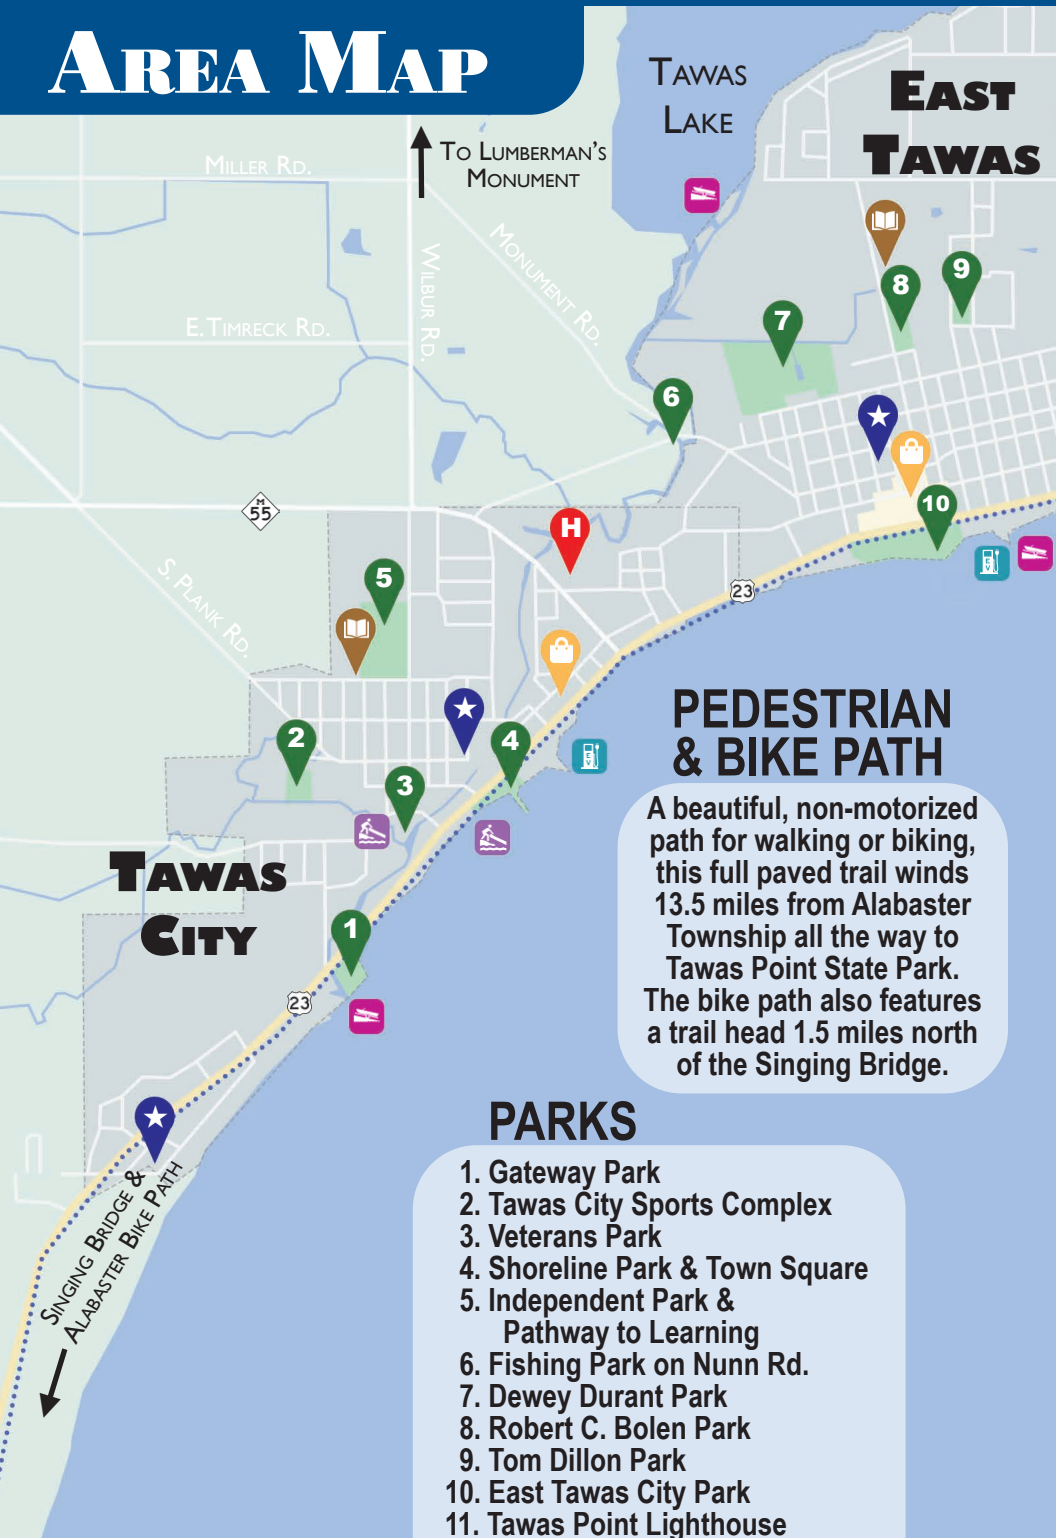 AREA MAP
TAWAS
LAKE
EAST
TAWAS
TO LUMBERMAN'S
MONUMENT
MILLER RD.
MONUMENT RD.
WILBUR RD.
E. TIMRECK RD.
9
8
7
6
M
55
10
H
S. PLANK RD.
5
23
EV
2
4
3
EV
TAWAS
CITY
1
23
SINGING BRIDGE &
ALABASTER BIKE PATH
PEDESTRIAN
& BIKE PATH
A beautiful, non-motorized
path for walking or biking,
this full paved trail winds
13.5 miles from Alabaster
Township all the way to
Tawas Point State Park.
The bike path also features
a trail head 1.5 miles north
of the Singing Bridge.
PARKS
1. Gateway Park
2. Tawas City Sports Complex
3. Veterans Park
4. Shoreline Park & Town Square
5. Independent Park &
Pathway to Learning
6. Fishing Park on Nunn Rd.
7. Dewey Durant Park
8. Robert C. Bolen Park
9. Tom Dillon Park
10. East Tawas City Park
11. Tawas Point Lighthouse